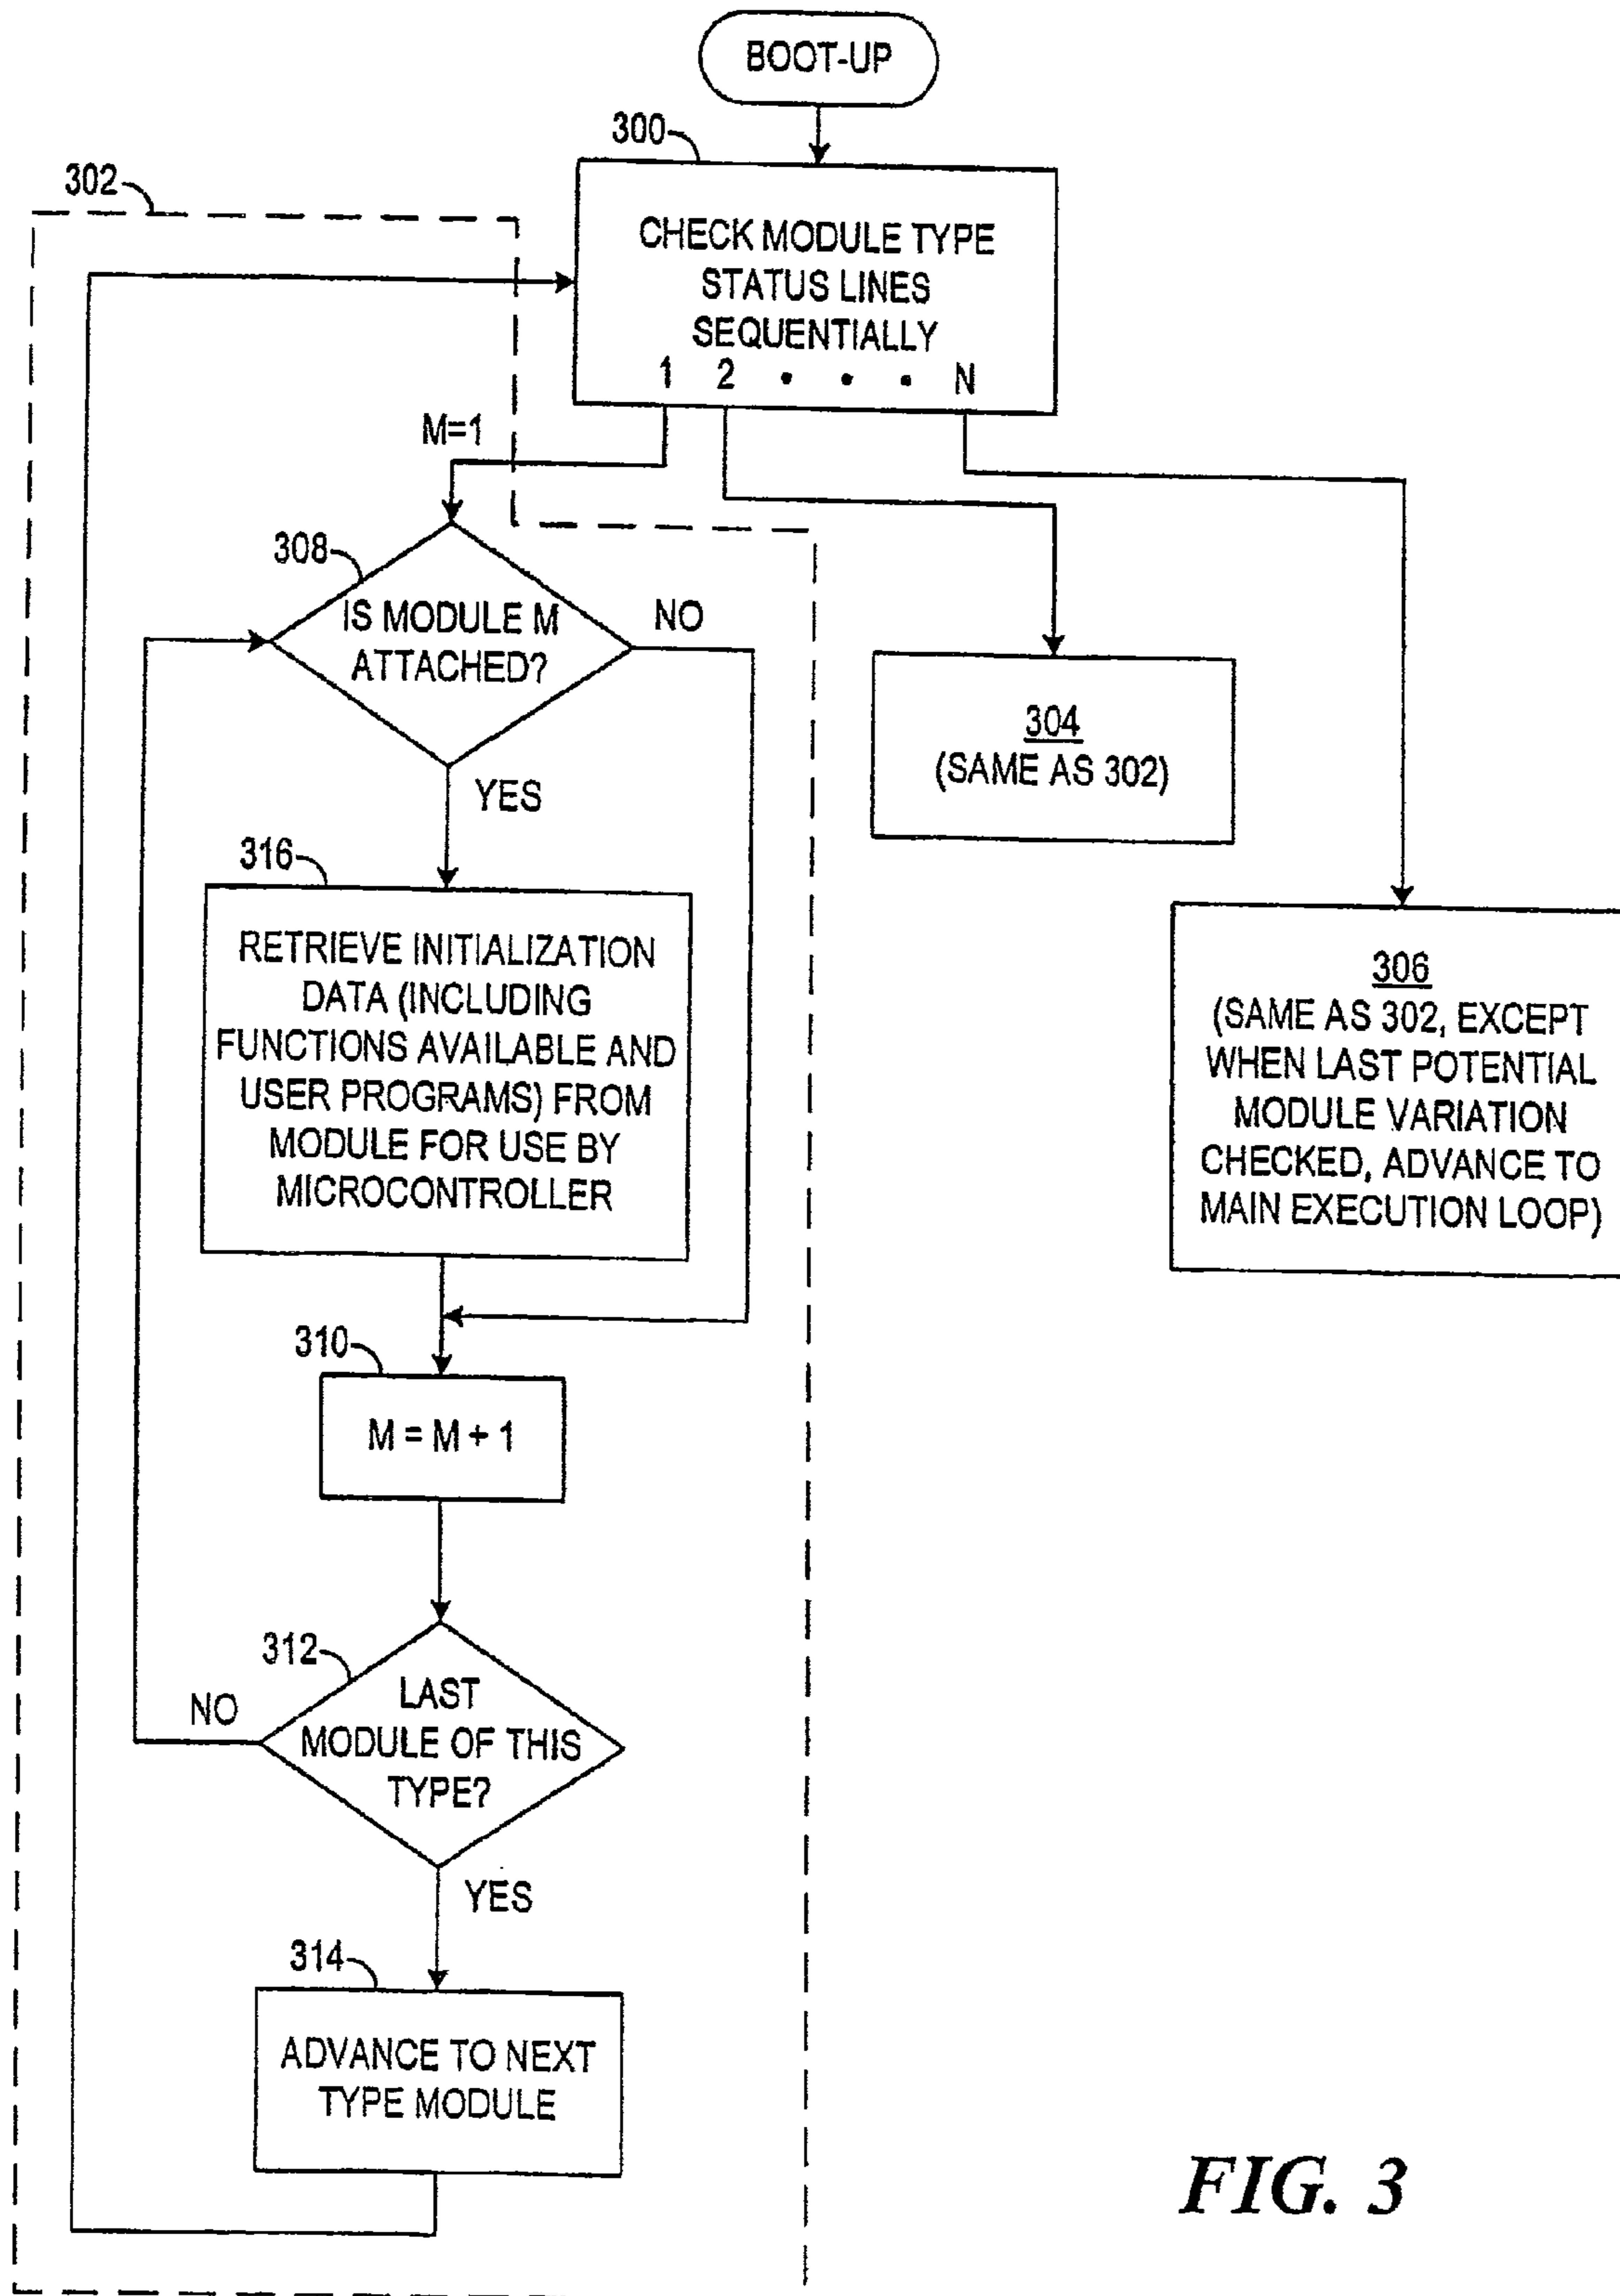 BOOT-UP
300
302
CHECK MODULE TYPE
STATUS LINES
SEQUENTIALLY
1 2 • • • N
M=1
308
IS MODULE M
ATTACHED?
NO
YES
304
(SAME AS 302)
316
RETRIEVE INITIALIZATION
DATA (INCLUDING
FUNCTIONS AVAILABLE AND
USER PROGRAMS) FROM
MODULE FOR USE BY
MICROCONTROLLER
306
(SAME AS 302, EXCEPT
WHEN LAST POTENTIAL
MODULE VARIATION
CHECKED, ADVANCE TO
MAIN EXECUTION LOOP)
310
M = M + 1
312
LAST
MODULE OF THIS
TYPE?
NO
YES
314
ADVANCE TO NEXT
TYPE MODULE
FIG. 3